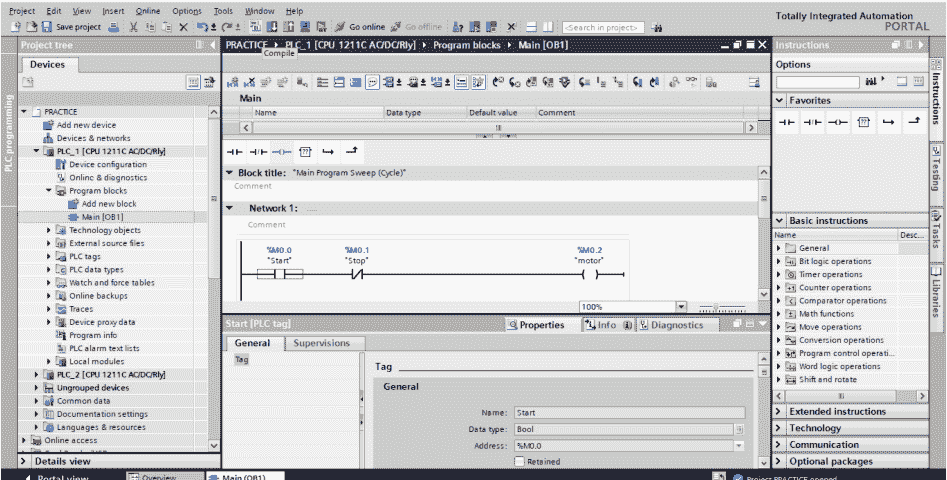 Project Edit View Insert Online Options Tools Window Help
Totally Integrated Automation
PORTAL
Save project
Go online
Go offline
<Search in project>
Project tree
PRACTICE PLC_1 [CPU 1211C AC/DC/Rly] Program blocks Main [OB1]
Compile
Instructions
Devices
Options
PLC programming
Main
Name Data type Default value Comment
Favorites
PRACTICE
Add new device
Devices & networks
PLC_1 [CPU 1211C AC/DC/Rly]
Device configuration
Online & diagnostics
Program blocks
Add new block
Main [OB1]
Technology objects
External source files
PLC tags
PLC data types
Watch and force tables
Online backups
Traces
Device proxy data
Program info
PLC alarm text lists
Local modules
PLC_2 [CPU 1211C AC/DC/Rly]
Ungrouped devices
Common data
Documentation settings
Languages & resources
Online access
Details view
Block title: "Main Program Sweep (Cycle)"
Comment
Network 1: .....
Comment
%M0.0 %M0.1 %M0.2
"Start" "Stop" "motor"
100%
Start [PLC tag]
Properties Info Diagnostics
General Supervisions
Tag
Tag
General
Name: Start
Data type: Bool
Address: %M0.0
Retained
Basic instructions
Name Desc...
General
Bit logic operations
Timer operations
Counter operations
Comparator operations
Math functions
Move operations
Conversion operations
Program control operati...
Word logic operations
Shift and rotate
Extended instructions
Technology
Communication
Optional packages
Instructions
Testing
Tasks
Libraries
Portal view Overview Main (OB1) Project PRACTICE opened